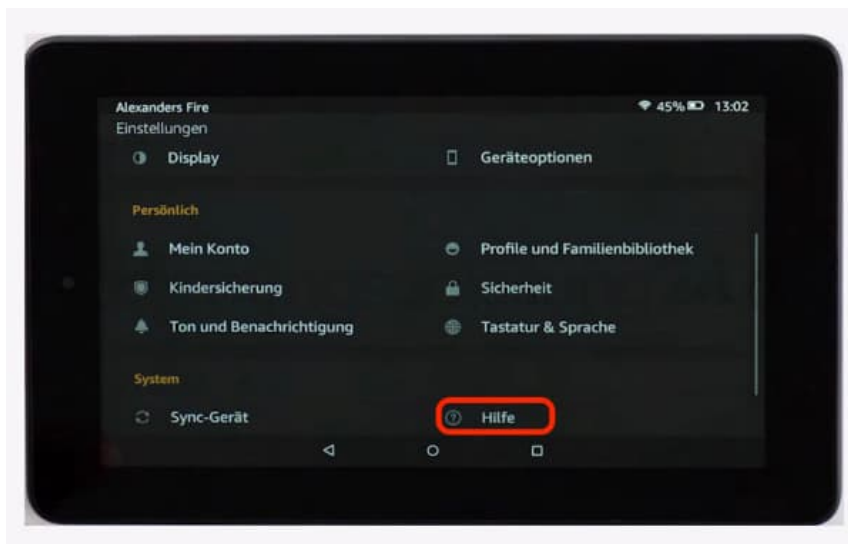 Alexanders Fire 45% 13:02
Einstellungen
Display Geräteoptionen
Persönlich
Mein Konto Profile und Familienbibliothek
Kindersicherung Sicherheit
Ton und Benachrichtigung Tastatur & Sprache
System
Sync-Gerät Hilfe